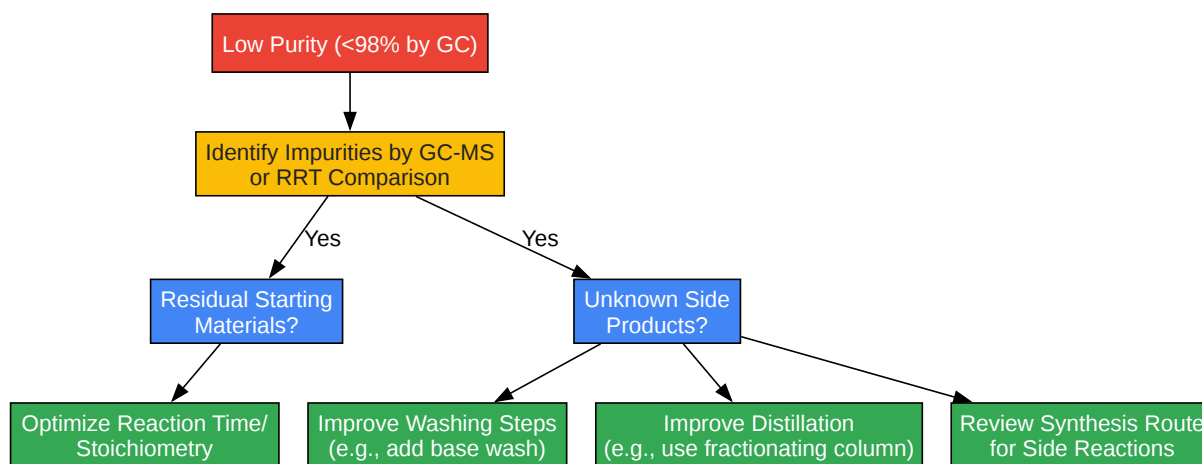 Low Purity (<98% by GC)
Identify Impurities by GC-MS
or RRT Comparison
Yes
Yes
Residual Starting
Materials?
Unknown Side
Products?
Optimize Reaction Time/
Stoichiometry
Improve Washing Steps
(e.g., add base wash)
Improve Distillation
(e.g., use fractionating column)
Review Synthesis Route
for Side Reactions